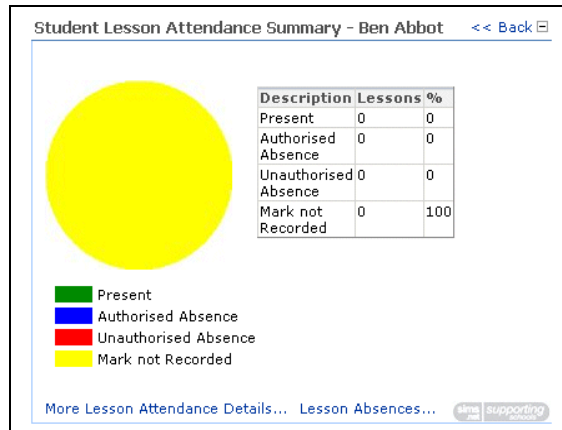 Student Lesson Attendance Summary - Ben Abbot << Back
Description Lessons %
Present 0 0
Authorised Absence 0 0
Unauthorised Absence 0 0
Mark not Recorded 0 100
Present
Authorised Absence
Unauthorised Absence
Mark not Recorded
More Lesson Attendance Details... Lesson Absences... sims .net supporting schools